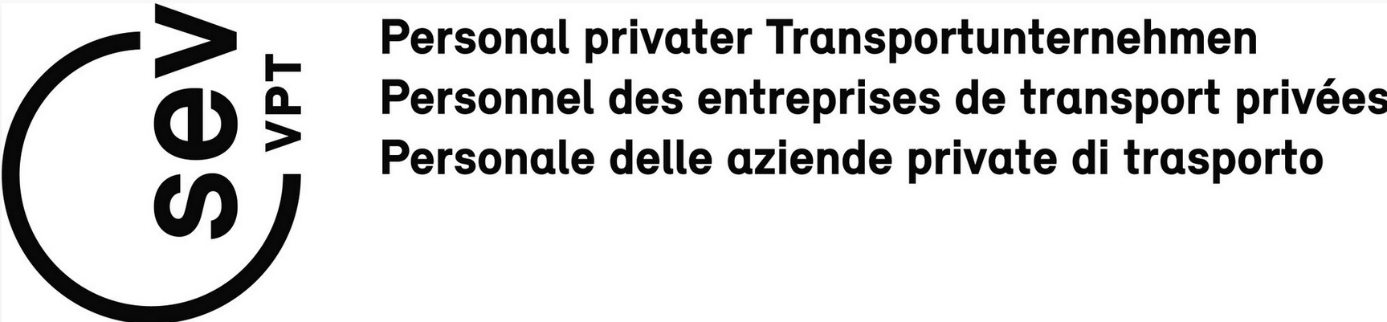 sev
VPT
Personal privater Transportunternehmen
Personnel des entreprises de transport privées
Personale delle aziende private di trasporto